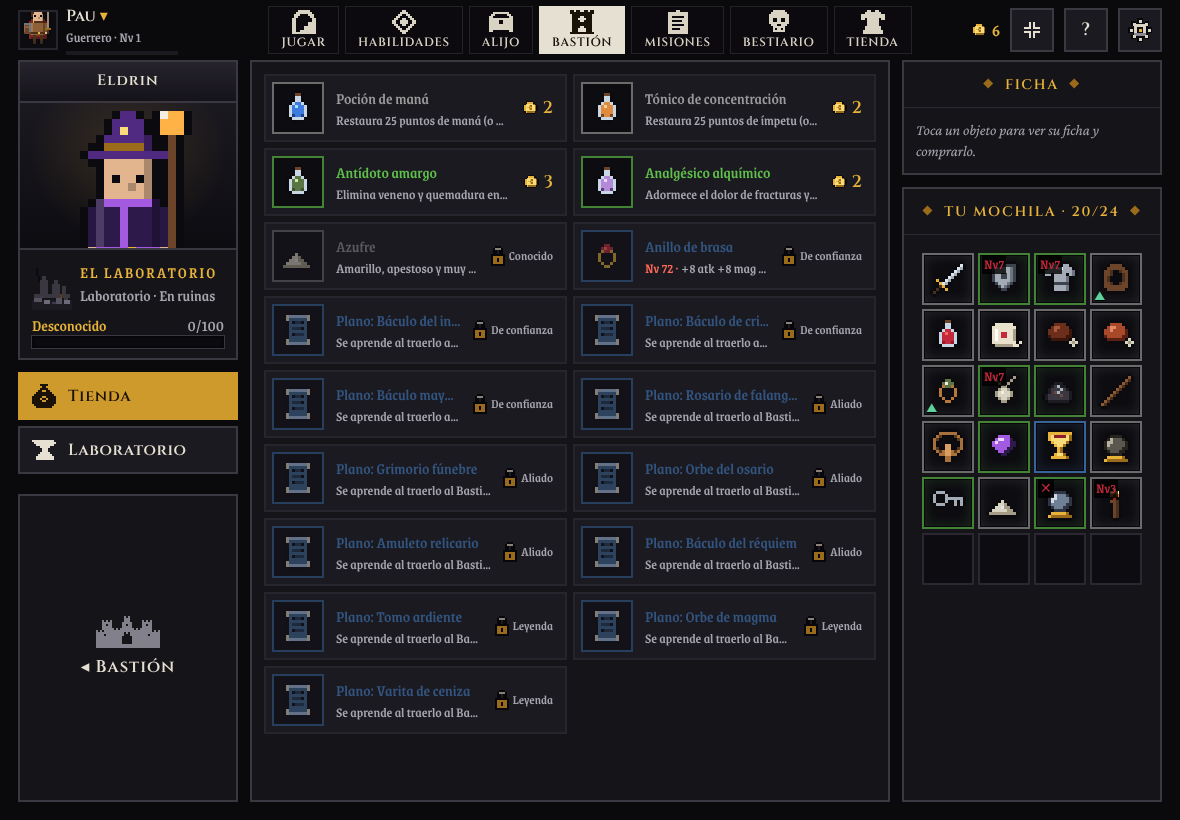 PAU ▼
Guerrero · Nv 1
JUGAR
HABILIDADES
ALIJO
BASTIÓN
MISIONES
BESTIARIO
TIENDA
6
?
ELDRIN
EL LABORATORIO
Laboratorio · En ruinas
Desconocido 0/100
TIENDA
LABORATORIO
◂ BASTIÓN
Poción de maná
Restaura 25 puntos de maná (o ...
2
Tónico de concentración
Restaura 25 puntos de ímpetu (o...
2
Antídoto amargo
Elimina veneno y quemadura en...
3
Analgésico alquímico
Adormece el dolor de fracturas y...
2
Azufre
Amarillo, apestoso y muy ...
Conocido
Anillo de brasa
Nv 72 · +8 atk +8 mag ...
De confianza
Plano: Báculo del in...
Se aprende al traerlo a...
De confianza
Plano: Báculo de cri...
Se aprende al traerlo a...
De confianza
Plano: Báculo may...
Se aprende al traerlo a...
De confianza
Plano: Rosario de falang...
Se aprende al traerlo al Basti...
Aliado
Plano: Grimorio fúnebre
Se aprende al traerlo al Basti...
Aliado
Plano: Orbe del osario
Se aprende al traerlo al Basti...
Aliado
Plano: Amuleto relicario
Se aprende al traerlo al Basti...
Aliado
Plano: Báculo del réquiem
Se aprende al traerlo al Basti...
Aliado
Plano: Tomo ardiente
Se aprende al traerlo al Ba...
Leyenda
Plano: Orbe de magma
Se aprende al traerlo al Ba...
Leyenda
Plano: Varita de ceniza
Se aprende al traerlo al Ba...
Leyenda
◆ FICHA ◆
Toca un objeto para ver su ficha y
comprarlo.
◆ TU MOCHILA · 20/24 ◆
Nv7
Nv7
Nv7
Nv3